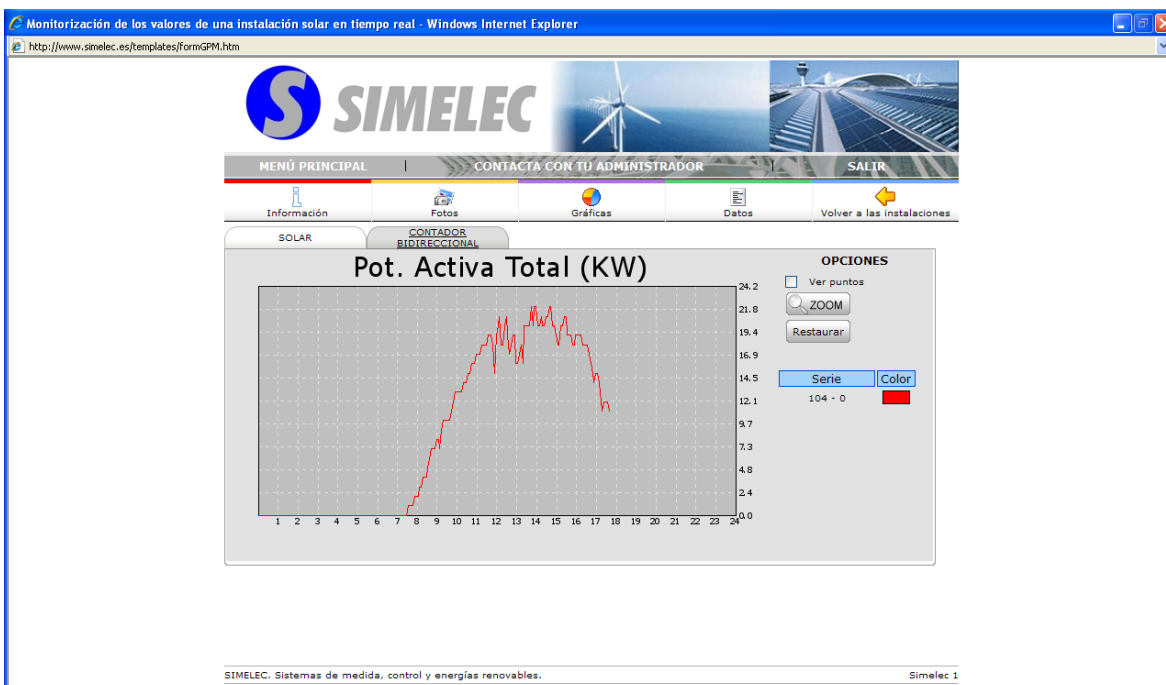 Monitorización de los valores de una instalación solar en tiempo real - Windows Internet Explorer
http://www.simelec.es/templates/formGPM.htm
S SIMELEC
MENÚ PRINCIPAL | CONTACTA CON TU ADMINISTRADOR | SALIR
Información Fotos Gráficas Datos Volver a las instalaciones
SOLAR
CONTADOR
BIDIRECCIONAL
Pot. Activa Total (KW)
24.2
21.8
19.4
16.9
14.5
12.1
9.7
7.3
4.8
2.4
0.0
1 2 3 4 5 6 7 8 9 10 11 12 13 14 15 16 17 18 19 20 21 22 23 24
OPCIONES
Ver puntos
ZOOM
Restaurar
Serie Color
104 - 0
SIMELEC. Sistemas de medida, control y energías renovables. Simelec 1